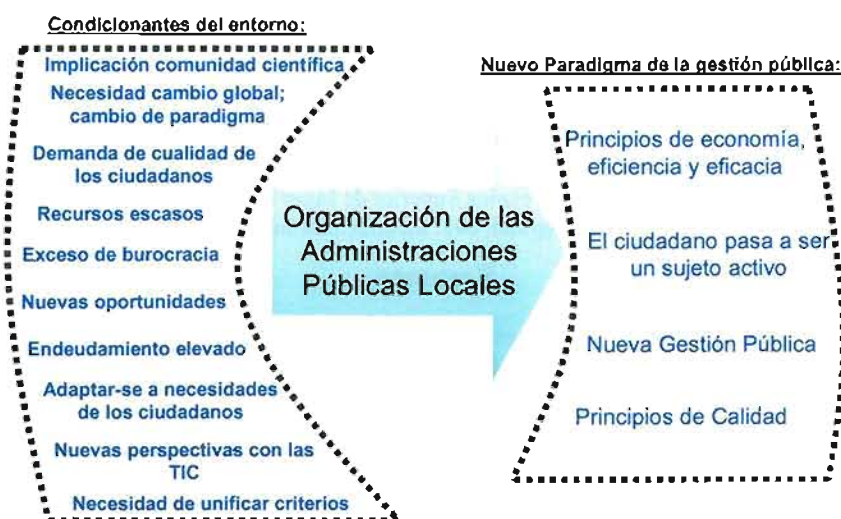 Condicionantes del entorno:
Implicación comunidad científica
Necesidad cambio global;
cambio de paradigma
Demanda de cualidad de
los ciudadanos
Recursos escasos
Exceso de burocracia
Nuevas oportunidades
Endeudamiento elevado
Adaptar-se a necesidades
de los ciudadanos
Nuevas perspectivas con las
TIC
Necesidad de unificar criterios
Organización de las
Administraciones
Públicas Locales
Nuevo Paradigma de la gestión pública:
Principios de economía,
eficiencia y eficacia
El ciudadano pasa a ser
un sujeto activo
Nueva Gestión Pública
Principios de Calidad